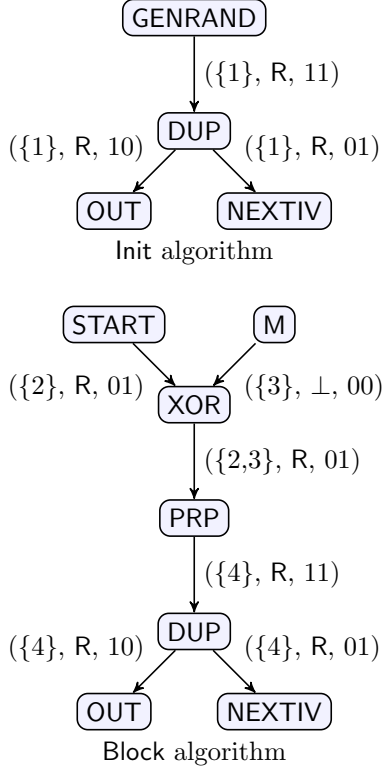 GENRAND
({1}, R, 11)
DUP
({1}, R, 10) ({1}, R, 01)
OUT NEXTIV
Init algorithm
START M
({2}, R, 01) ({3}, ⊥, 00)
XOR
({2,3}, R, 01)
PRP
({4}, R, 11)
DUP
({4}, R, 10) ({4}, R, 01)
OUT NEXTIV
Block algorithm